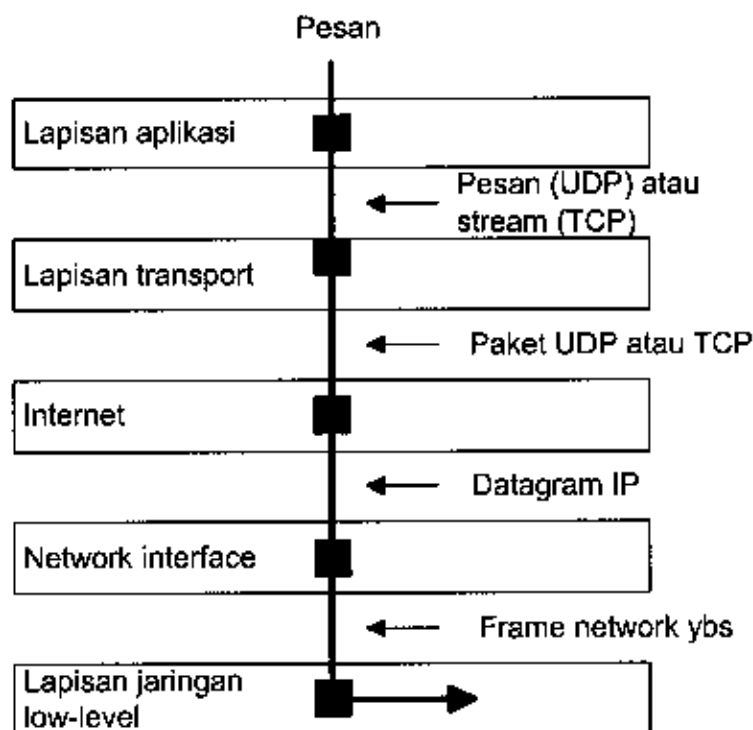 Pesan
Lapisan aplikasi
Pesan (UDP) atau
stream (TCP)
Lapisan transport
Paket UDP atau TCP
Internet
Datagram IP
Network interface
Frame network ybs
Lapisan jaringan
low-level